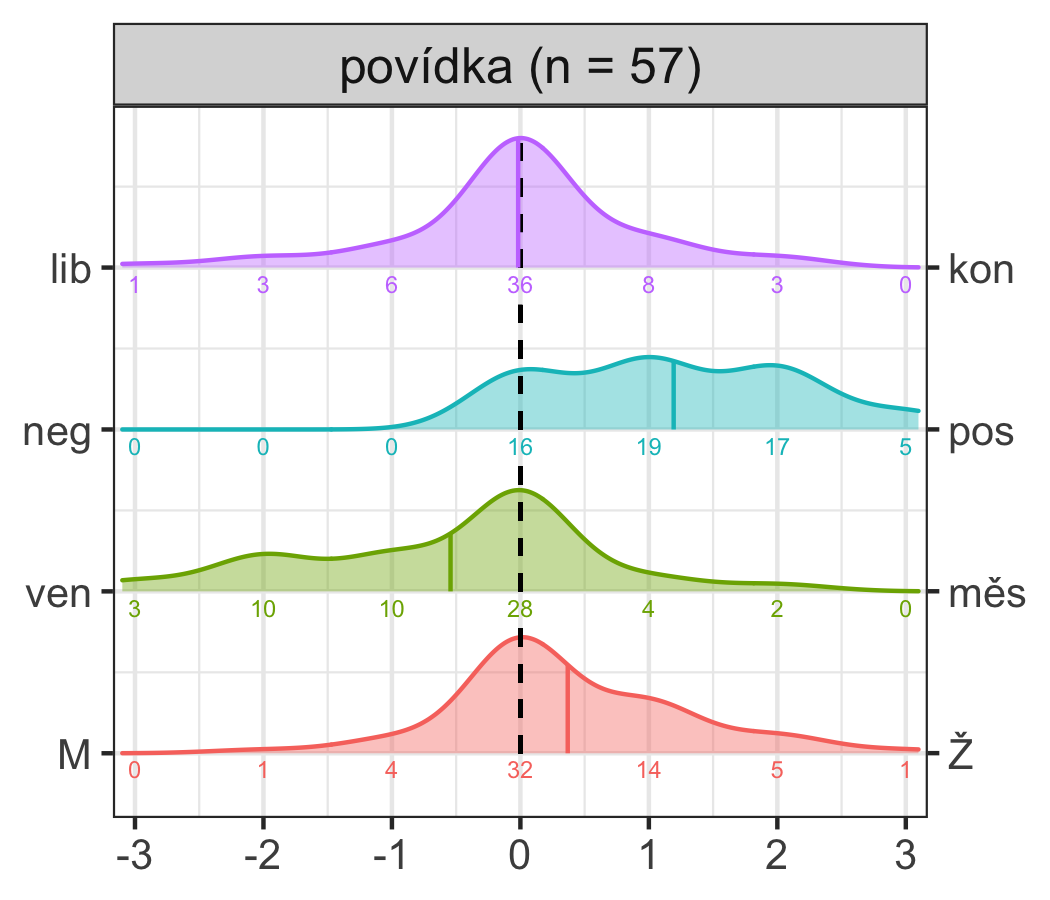 povídka (n = 57)
lib kon
1 3 6 36 8 3 0
neg pos
0 0 0 16 19 17 5
ven měs
3 10 10 28 4 2 0
M Ž
0 1 4 32 14 5 1
-3 -2 -1 0 1 2 3